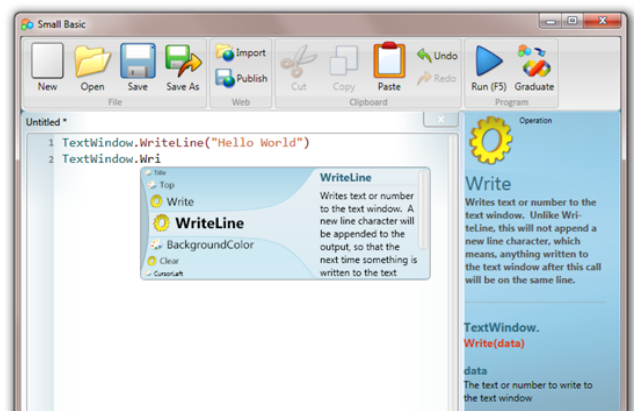 Small Basic
New
Open
Save
Save As
Import
Publish
Cut
Copy
Paste
Undo
Redo
Run (F5)
Graduate
File
Web
Clipboard
Program
Untitled *
x
1 TextWindow.WriteLine("Hello World")
2 TextWindow.Wri
Title
Top
Write
WriteLine
BackgroundColor
Clear
CursorLeft
WriteLine
Writes text or number
to the text window. A
new line character will
be appended to the
output, so that the
next time something is
written to the text
Operation
Write
Writes text or number to the
text window. Unlike Wri-
teLine, this will not append a
new line character, which
means, anything written to
the text window after this call
will be on the same line.
TextWindow.
Write(data)
data
The text or number to write to
the text window